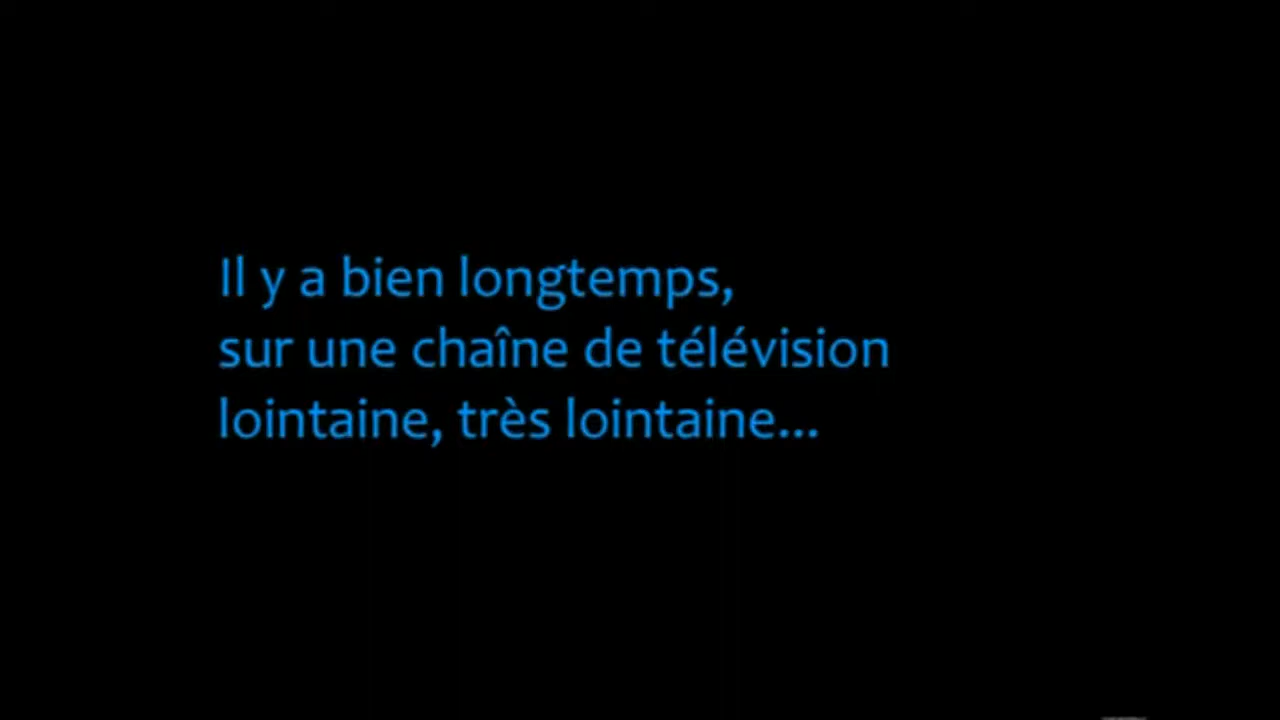 Il y a bien longtemps,
sur une chaîne de télévision
lointaine, très lointaine...